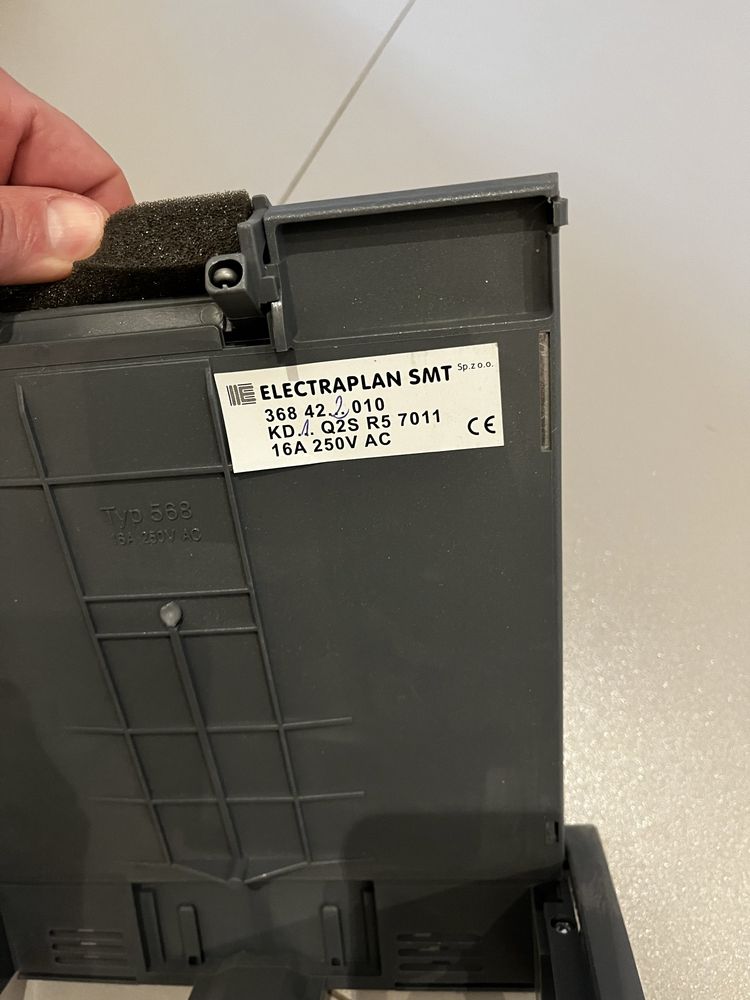 ELECTRAPLAN SMT Sp.zo.o.
368 42.2.010
KD.1. Q2S R5 7011
16A 250V AC
CE
Typ 568
16A 250V AC